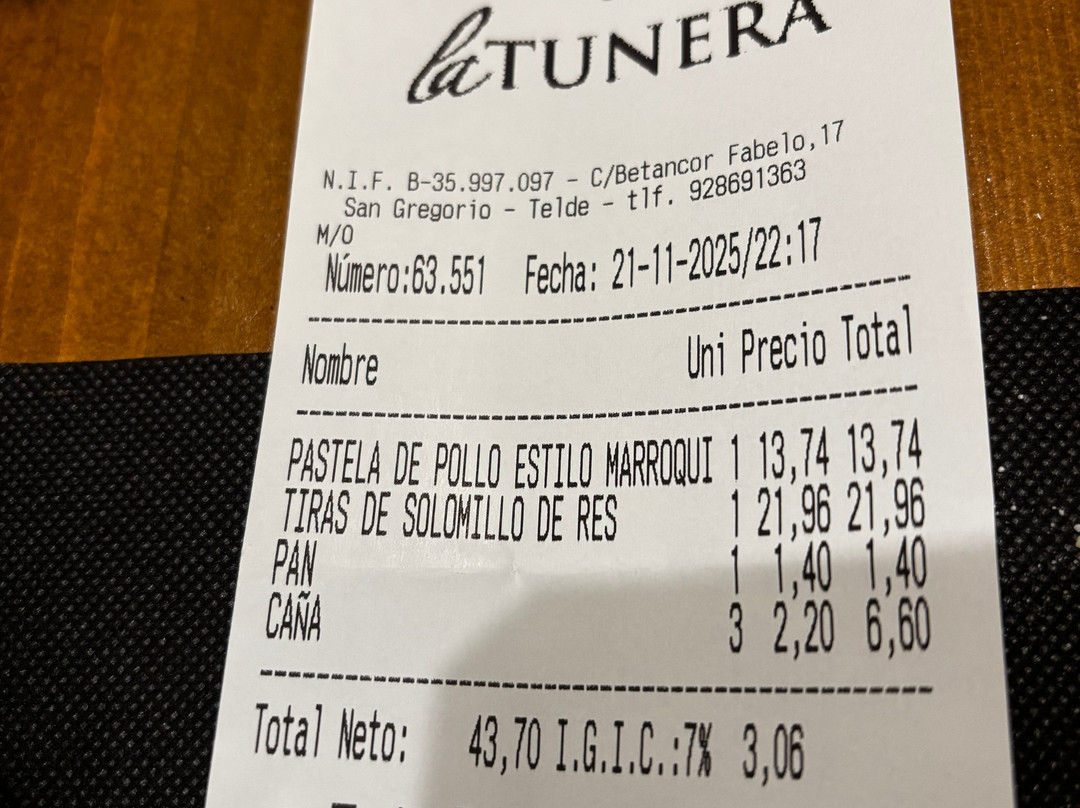 la TUNERA
N.I.F. B-35.997.097 - C/Betancor Fabelo,17
San Gregorio - Telde - tlf. 928691363
M/O
Número:63.551 Fecha: 21-11-2025/22:17
Nombre Uni Precio Total
PASTELA DE POLLO ESTILO MARROQUI 1 13,74 13,74
TIRAS DE SOLOMILLO DE RES 1 21,96 21,96
PAN 1 1,40 1,40
CAÑA 3 2,20 6,60
Total Neto: 43,70 I.G.I.C.:7% 3,06